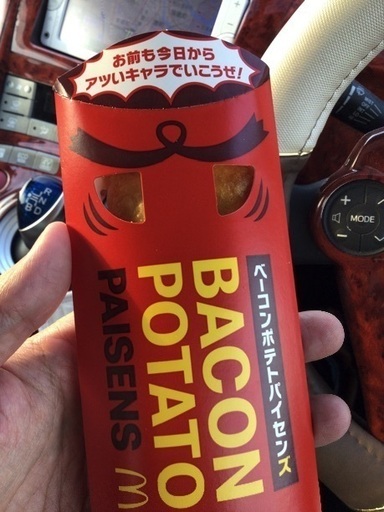 お前も今日から
アツいキャラでいこうぜ!
ベーコンポテトパイセンズ
BACON
POTATO
PAISENS
MODE
+
-
R
N
D
B